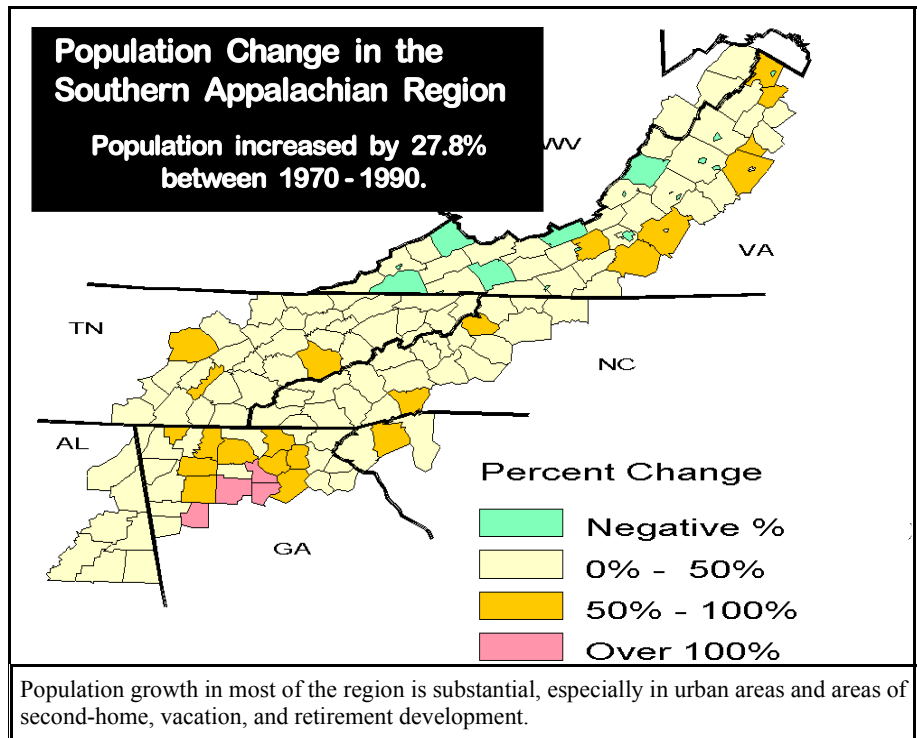 Population Change in the
Southern Appalachian Region
Population increased by 27.8%
between 1970 - 1990.
WV
VA
TN
NC
AL
GA
Percent Change
Negative %
0% - 50%
50% - 100%
Over 100%
Population growth in most of the region is substantial, especially in urban areas and areas of
second-home, vacation, and retirement development.